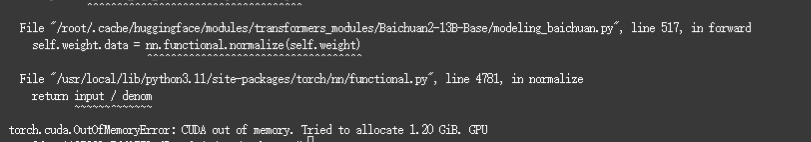 File "/root/.cache/huggingface/modules/transformers_modules/Baichuan2-13B-Base/modeling_baichuan.py", line 517, in forward
self.weight.data = nn.functional.normalize(self.weight)
^^^^^^^^^^^^^^^^^^^^^^^^^^^^^^^^^^^^
File "/usr/local/lib/python3.11/site-packages/torch/nn/functional.py", line 4781, in normalize
return input / denom
~~~~~~^~~~~~~
torch.cuda.OutOfMemoryError: CUDA out of memory. Tried to allocate 1.20 GiB. GPU